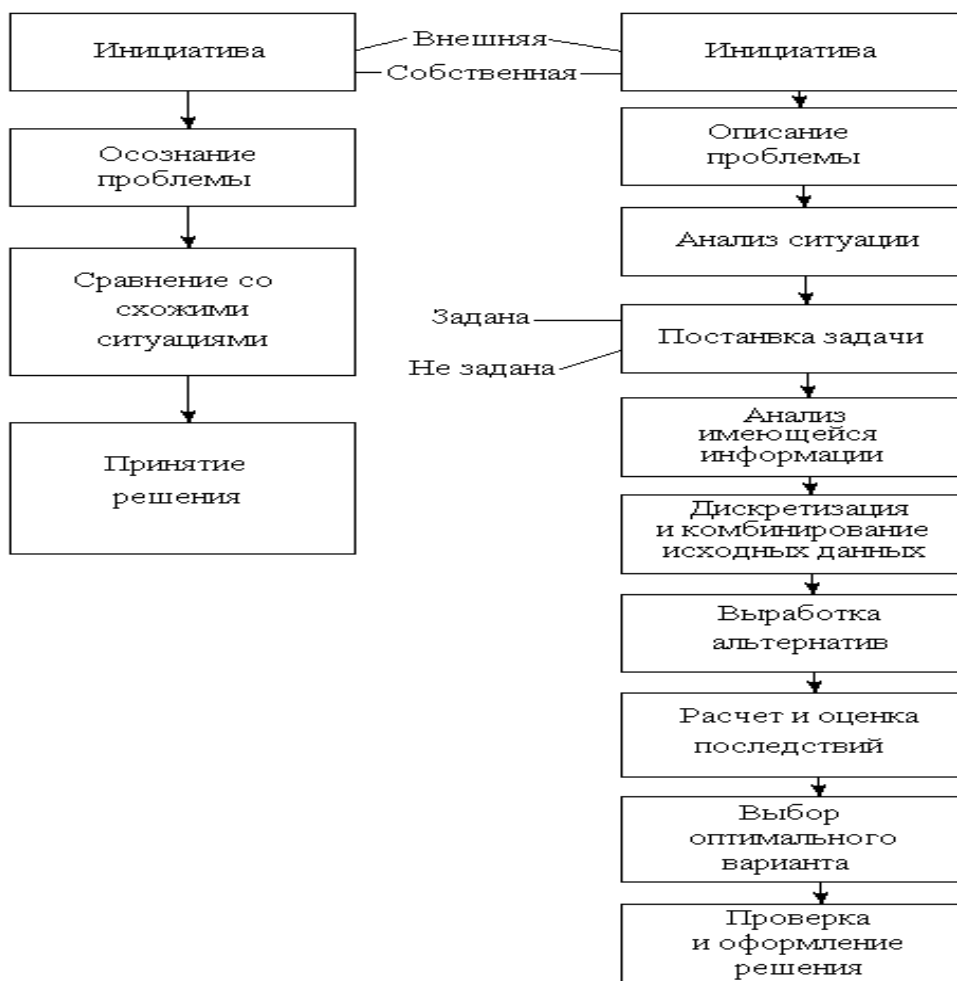 Инициатива
Осознание
проблемы
Сравнение со
схожими
ситуациями
Принятие
решения
Внешняя
Собственная
Инициатива
Описание
проблемы
Анализ ситуации
Задана
Не задана
Постанвка задачи
Анализ
имеющейся
информации
Дискретизация
и комбинирование
исходных данных
Выработка
альтернатив
Расчет и оценка
последствий
Выбор
оптимального
варианта
Проверка
и оформление
решения